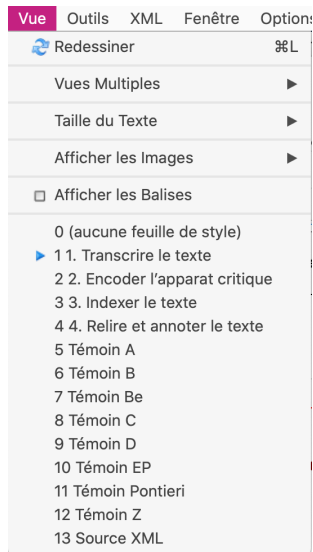 Vue Outils XML Fenêtre Options
Redessiner ⌘L
Vues Multiples ▶
Taille du Texte ▶
Afficher les Images ▶
Afficher les Balises
0 (aucune feuille de style)
1 1. Transcrire le texte
2 2. Encoder l’apparat critique
3 3. Indexer le texte
4 4. Relire et annoter le texte
5 Témoin A
6 Témoin B
7 Témoin Be
8 Témoin C
9 Témoin D
10 Témoin EP
11 Témoin Pontieri
12 Témoin Z
13 Source XML